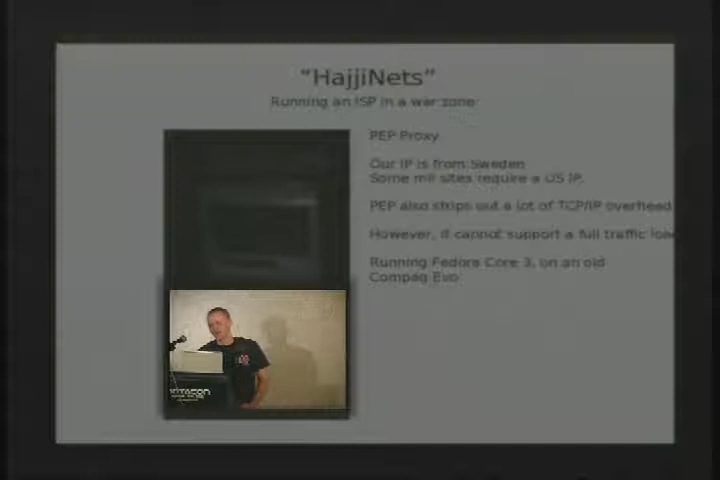 "HajjiNets"
Running an ISP in a war zone:
PEP Proxy
Our IP is from Sweden
Some mil sites require a US IP.
PEP also strips out a lot of TCP/IP overhead
However, it cannot support a full traffic load
Running Fedora Core 3, on an old
Compaq Evo